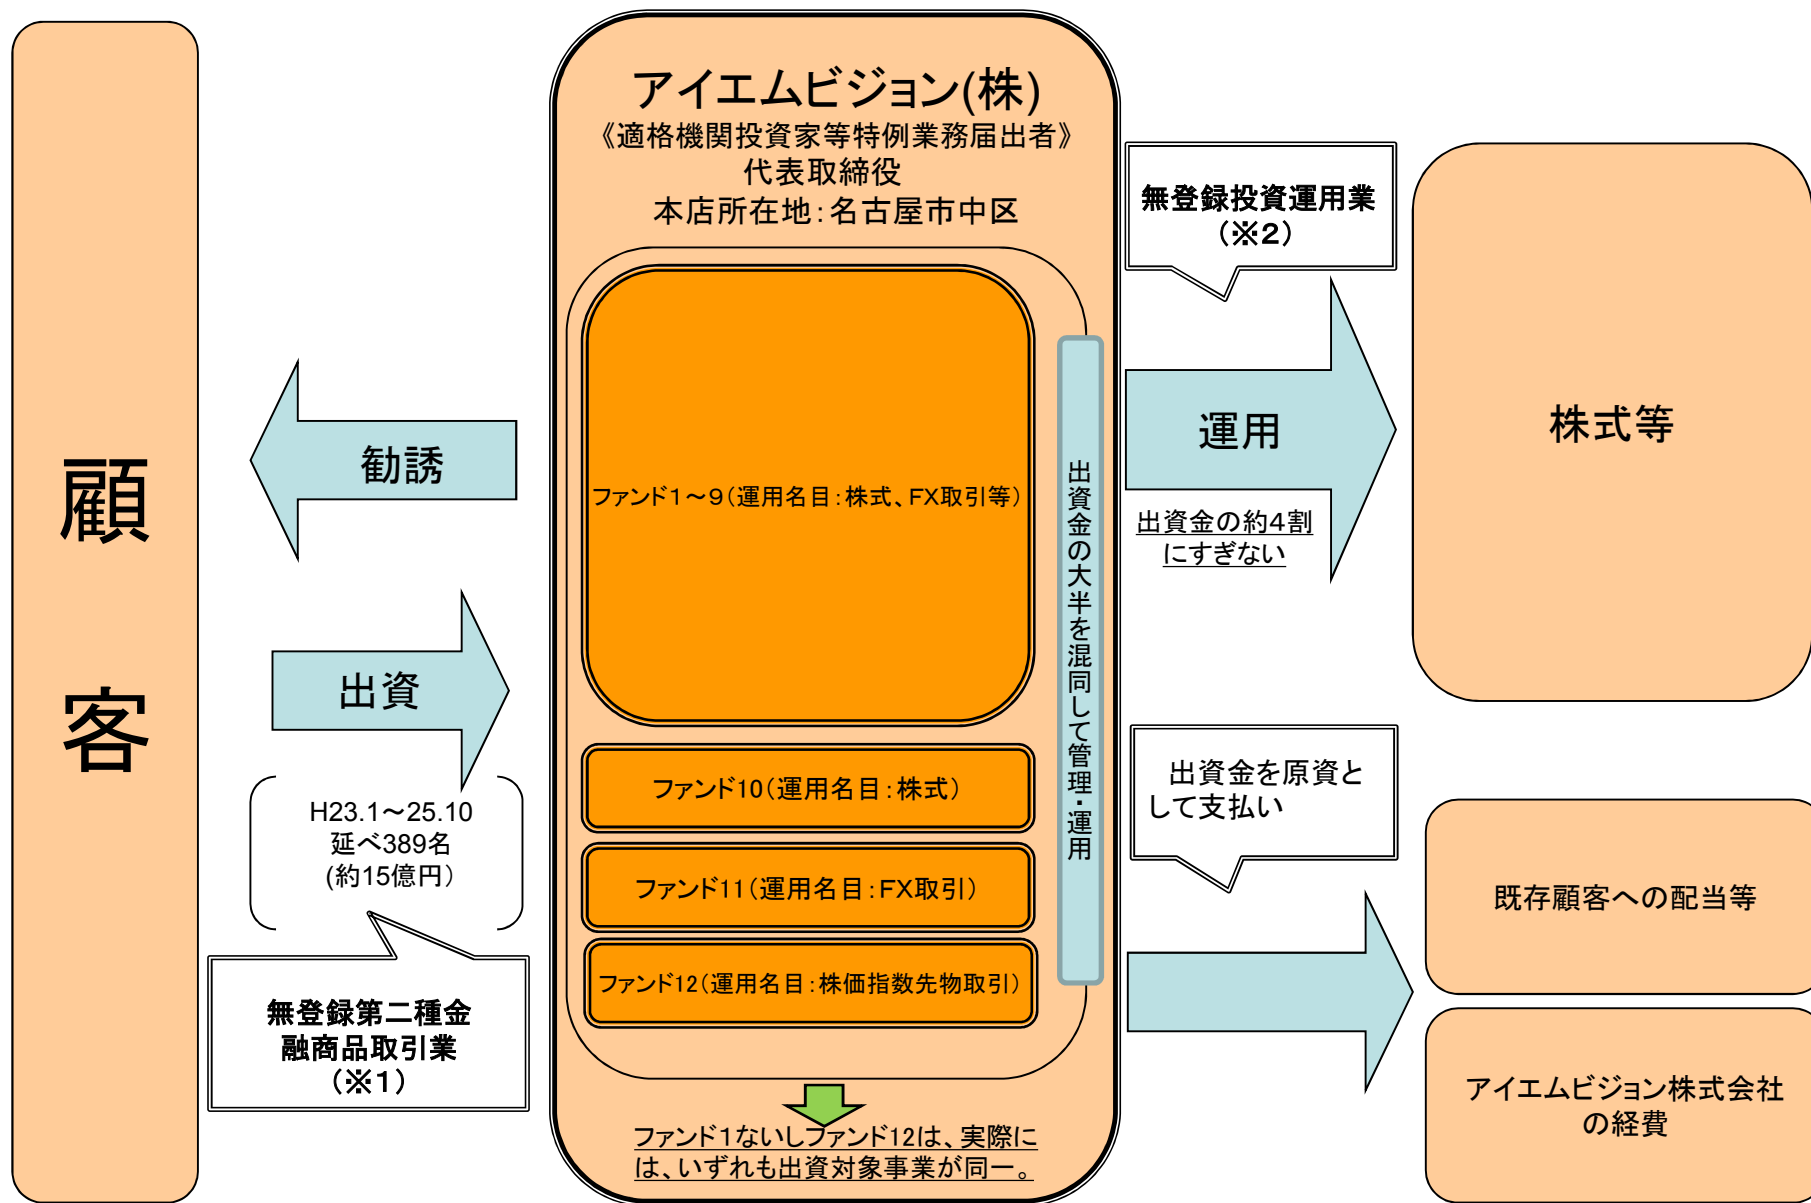 顧
客
勧誘
出資
H23.1～25.10
延べ389名
(約15億円）
無登録第二種金
融商品取引業
（※1）
アイエムビジョン(株)
《適格機関投資家等特例業務届出者》
代表取締役
本店所在地：名古屋市中区
ファンド1～9（運用名目：株式、FX取引等）
ファンド10（運用名目：株式）
ファンド11（運用名目：FX取引）
ファンド12（運用名目：株価指数先物取引）
出資金の大半を混同して管理・運用
ファンド1ないしファンド12は、実際に
は、いずれも出資対象事業が同一。
無登録投資運用業
（※2）
運用
出資金の約4割
にすぎない
株式等
出資金を原資と
して支払い
既存顧客への配当等
アイエムビジョン株式会社
の経費